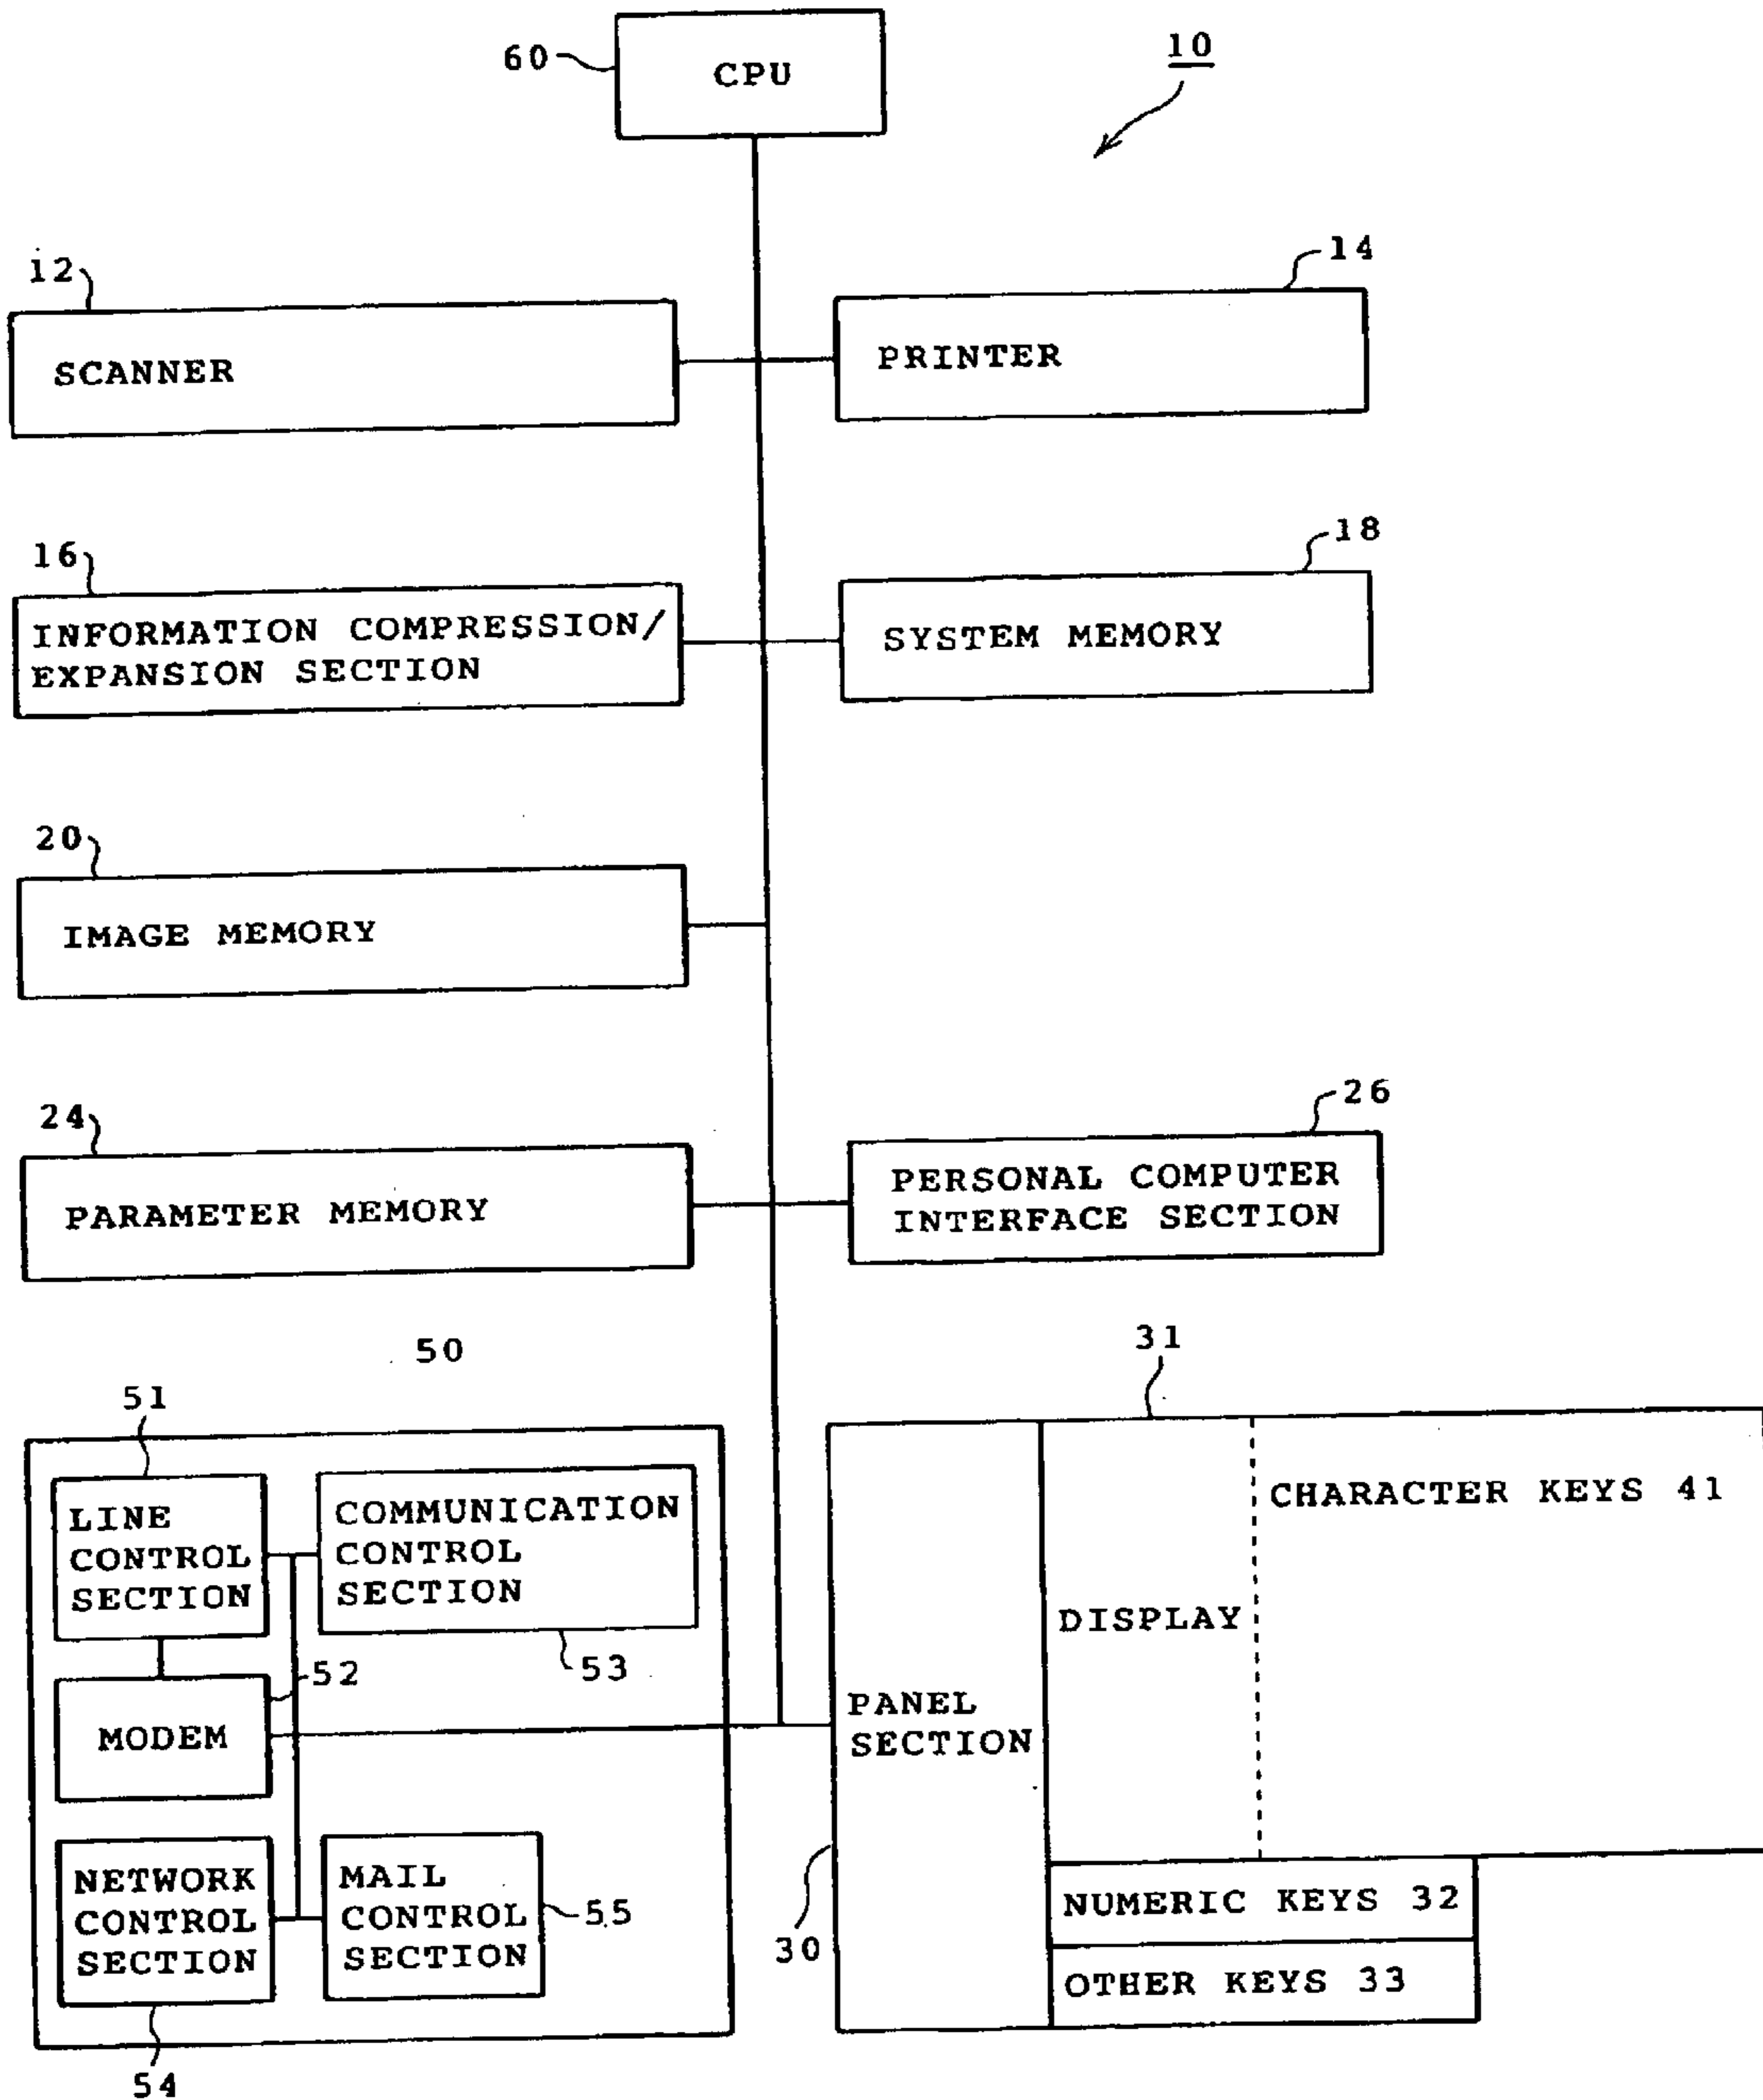 60
CPU
10
12
14
SCANNER
PRINTER
16
18
INFORMATION COMPRESSION/
EXPANSION SECTION
SYSTEM MEMORY
20
IMAGE MEMORY
24
26
PARAMETER MEMORY
PERSONAL COMPUTER
INTERFACE SECTION
50
31
51
LINE
CONTROL
SECTION
COMMUNICATION
CONTROL
SECTION
CHARACTER KEYS 41
DISPLAY
52
53
MODEM
PANEL
SECTION
NETWORK
CONTROL
SECTION
MAIL
CONTROL
SECTION
55
30
NUMERIC KEYS 32
OTHER KEYS 33
54